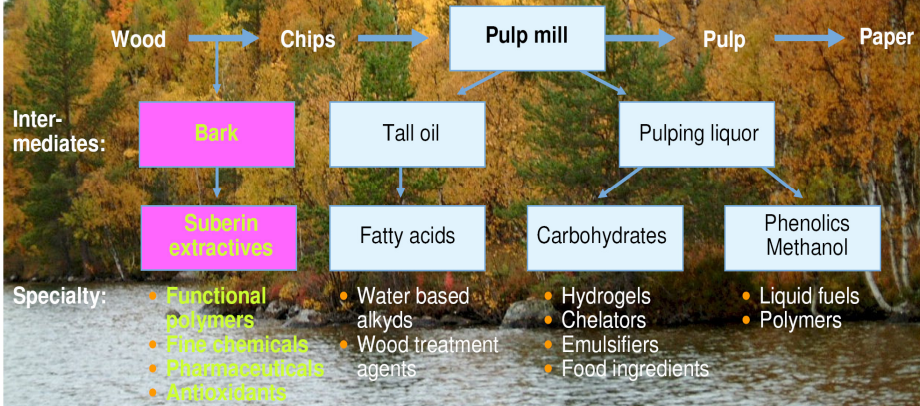 Wood
Chips
Pulp mill
Pulp
Paper
Inter-
mediates:
Bark
Tall oil
Pulping liquor
Suberin
extractives
Fatty acids
Carbohydrates
Phenolics
Methanol
Specialty:
• Functional
polymers
• Fine chemicals
• Pharmaceuticals
• Antioxidants
• Water based
alkyds
• Wood treatment
agents
• Hydrogels
• Chelators
• Emulsifiers
• Food ingredients
• Liquid fuels
• Polymers